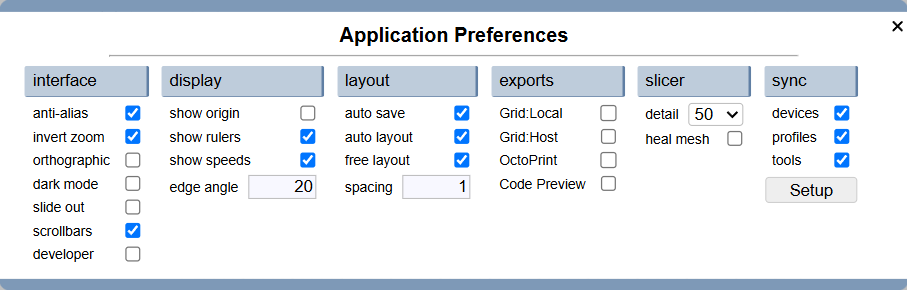 Application Preferences
interface
anti-alias
invert zoom
orthographic
dark mode
slide out
scrollbars
developer
display
show origin
show rulers
show speeds
edge angle 20
layout
auto save
auto layout
free layout
spacing 1
exports
Grid:Local
Grid:Host
OctoPrint
Code Preview
slicer
detail 50
heal mesh
sync
devices
profiles
tools
Setup